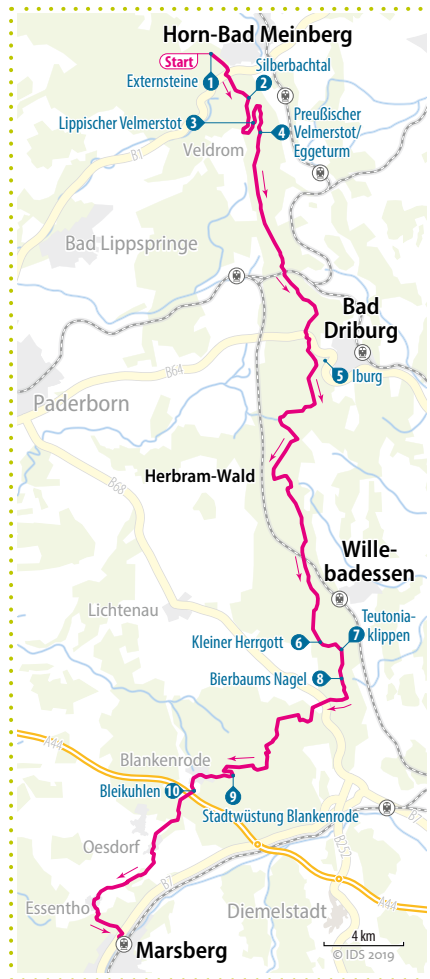 Horn-Bad Meinberg
Start
Silberbachtal
Externsteine 1
2
Lippischer Velmerstot 3
4
Preußischer
Velmerstot/
Eggeturm
B1
Veldrom
Bad Lippspringe
Bad
Driburg
B64
5 Iburg
Paderborn
Herbram-Wald
B68
Wille-
badessen
Lichtenau
Teutonia-
klippen
Kleiner Herrgott 6
7
Bierbaums Nagel 8
A44
Blankenrode
Bleikuhlen 10
9
Stadtwüstung Blankenrode
B7
Oesdorf
B252
B7
A44
Essentho
Diemelstadt
Marsberg
4 km
© IDS 2019